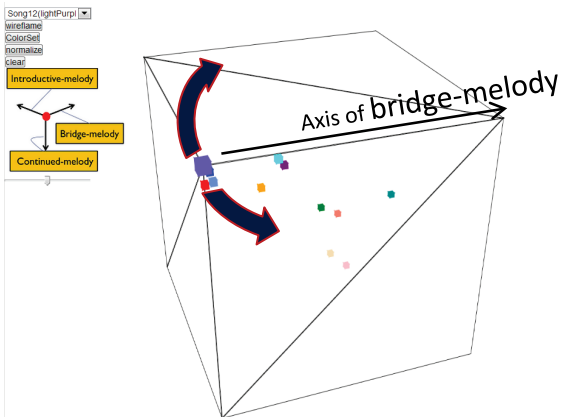 Song12(lightPurpl
wireflame
ColorSet
normalize
clear
Introductive-melody
Bridge-melody
Continued-melody
Axis of bridge-melody